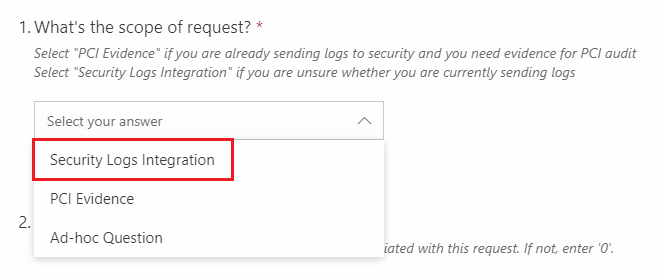 1. What's the scope of request? *
Select "PCI Evidence" if you are already sending logs to security and you need evidence for PCI audit
Select "Security Logs Integration" if you are unsure whether you are currently sending logs
Select your answer
Security Logs Integration
PCI Evidence
Ad-hoc Question
2.
with this request. If not, enter '0'.